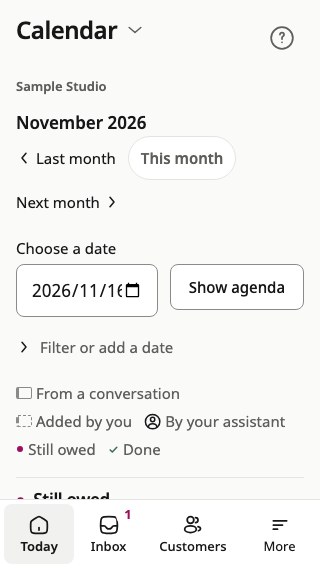 Calendar
Sample Studio
November 2026
Last month
This month
Next month
Choose a date
2026/11/16
Show agenda
Filter or add a date
From a conversation
Added by you
By your assistant
Still owed
Done
Still owed
1
Today
Inbox
Customers
More